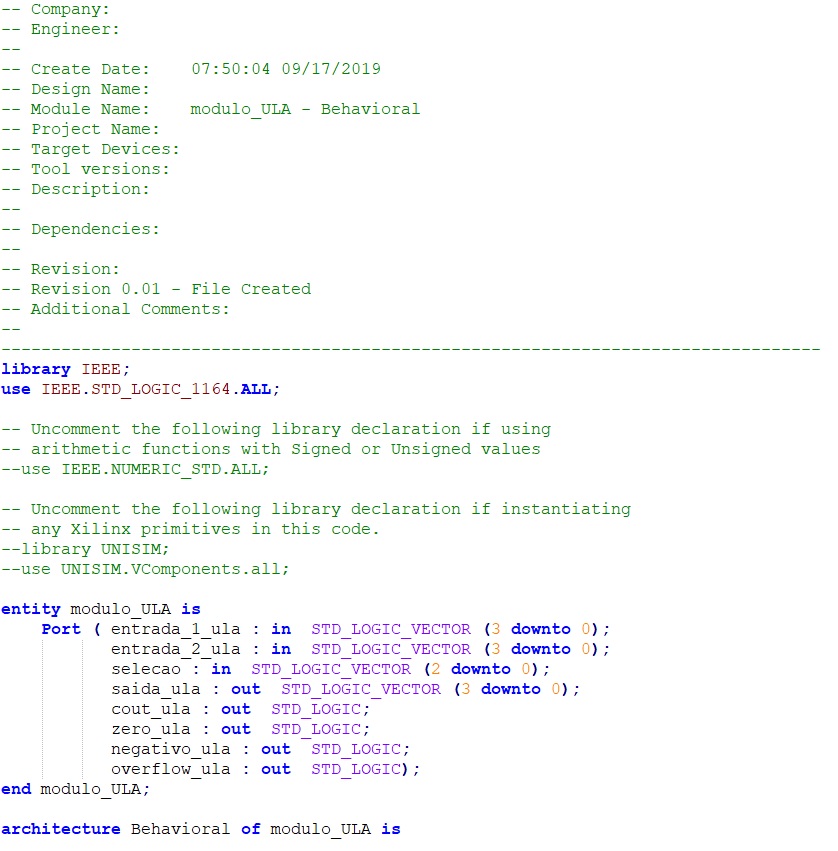 -- Company:
-- Engineer:
--
-- Create Date:    07:50:04 09/17/2019
-- Design Name:
-- Module Name:    modulo_ULA - Behavioral
-- Project Name:
-- Target Devices:
-- Tool versions:
-- Description:
--
-- Dependencies:
--
-- Revision:
-- Revision 0.01 - File Created
-- Additional Comments:
--
----------------------------------------------------------------------------------
library IEEE;
use IEEE.STD_LOGIC_1164.ALL;

-- Uncomment the following library declaration if using
-- arithmetic functions with Signed or Unsigned values
--use IEEE.NUMERIC_STD.ALL;

-- Uncomment the following library declaration if instantiating
-- any Xilinx primitives in this code.
--library UNISIM;
--use UNISIM.VComponents.all;

entity modulo_ULA is
    Port ( entrada_1_ula : in  STD_LOGIC_VECTOR (3 downto 0);
           entrada_2_ula : in  STD_LOGIC_VECTOR (3 downto 0);
           selecao : in  STD_LOGIC_VECTOR (2 downto 0);
           saida_ula : out  STD_LOGIC_VECTOR (3 downto 0);
           cout_ula : out  STD_LOGIC;
           zero_ula : out  STD_LOGIC;
           negativo_ula : out  STD_LOGIC;
           overflow_ula : out  STD_LOGIC);
end modulo_ULA;

architecture Behavioral of modulo_ULA is